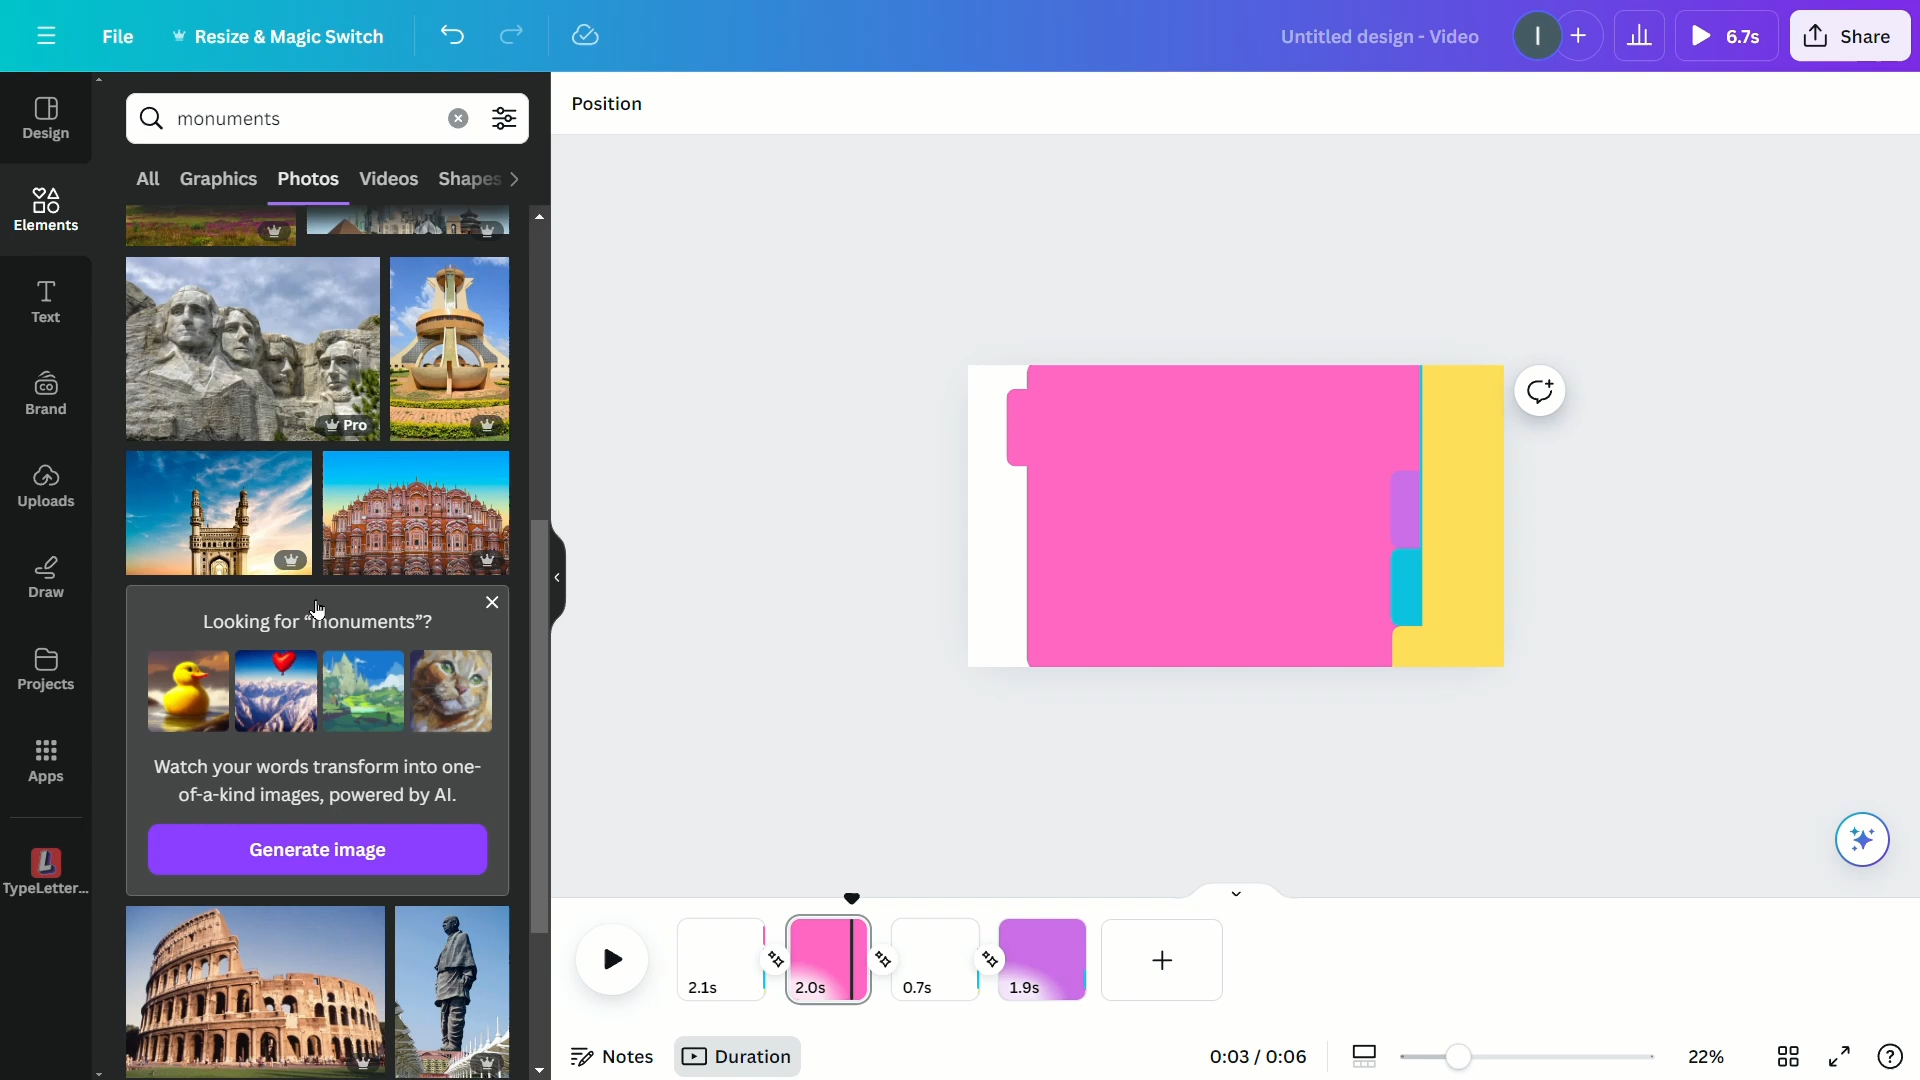 File
Resize & Magic Switch
Untitled design - Video
I
6.7s
Share
Design
Elements
Text
Brand
Uploads
Draw
Projects
Apps
TypeLetter...
monuments
All
Graphics
Photos
Videos
Shapes
Pro
Looking for “monuments”?
Watch your words transform into one-
of-a-kind images, powered by AI.
Generate image
Position
2.1s
2.0s
0.7s
1.9s
Notes
Duration
0:03 / 0:06
22%